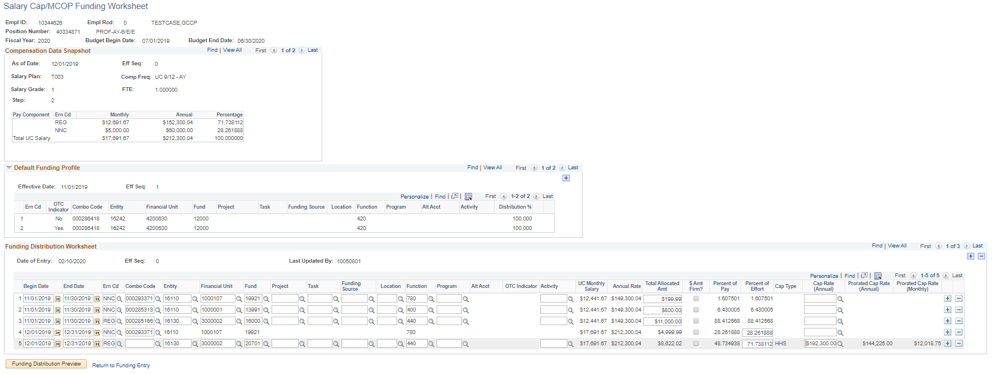 Salary Cap/MCOP Funding Worksheet
Empl ID: 10344626 Empl Rcd: 0 TESTCASE,GCCP
Position Number: 40334871 PROF-AY-B/E/E
Fiscal Year: 2020 Budget Begin Date: 07/01/2019 Budget End Date: 06/30/2020
Compensation Data Snapshot Find | View All First 1 of 2 Last
As of Date: 12/01/2019 Eff Seq: 0
Salary Plan: T003 Comp Freq: UC 9/12 - AY
Salary Grade: 1 FTE: 1.000000
Step: 2
Pay Component Ern Cd Monthly Annual Percentage
REG $12,691.67 $152,300.04 71.738112
NNC $5,000.00 $60,000.00 28.261888
Total UC Salary $17,691.67 $212,300.04 100.000000
Default Funding Profile Find | View All First 1 of 2 Last
Effective Date: 11/01/2019 Eff Seq: 1
Personalize | Find | | First 1-2 of 2 Last
Ern Cd OTC Indicator Combo Code Entity Financial Unit Fund Project Task Funding Source Location Function Program Alt Acct Activity Distribution %
1 No 000286418 16242 4200630 12000 420 100.000
2 Yes 000286418 16242 4200630 12000 420 100.000
Funding Distribution Worksheet Find | View All First 1 of 3 Last
Date of Entry: 02/10/2020 Eff Seq: 0 Last Updated By: 10050801
Personalize | Find | | First 1-5 of 5 Last
Begin Date End Date Ern Cd Combo Code Entity Financial Unit Fund Project Task Funding Source Location Function Program Alt Acct OTC Indicator Activity UC Monthly Salary Annual Rate Total Allocated Amt $ Amt Firm? Percent of Pay Percent of Effort Cap Type Cap Rate (Annual) Prorated Cap Rate (Annual) Prorated Cap Rate (Monthly)
1 11/01/2019 11/30/2019 NNC 000293371 16110 1000107 19921 780 $12,441.67 $149,300.04 $199.99 1.607501 1.607501
2 11/01/2019 11/30/2019 NNC 000285313 16110 1000001 13991 400 $12,441.67 $149,300.04 $800.00 6.430005 6.430005
3 11/01/2019 11/30/2019 REG 000285166 16130 3000002 16000 440 $12,441.67 $149,300.04 $11,000.00 88.412568 88.412568
4 12/01/2019 12/31/2019 NNC 000293371 16110 1000107 19921 780 $17,691.67 $212,300.04 $4,999.99 28.261888 28.261888
5 12/01/2019 12/31/2019 REG 16130 3000002 20701 440 $17,691.67 $212,300.04 $8,622.02 48.734938 71.738112 HHS $192,300.00 $144,225.00 $12,018.75
Funding Distribution Preview Return to Funding Entry